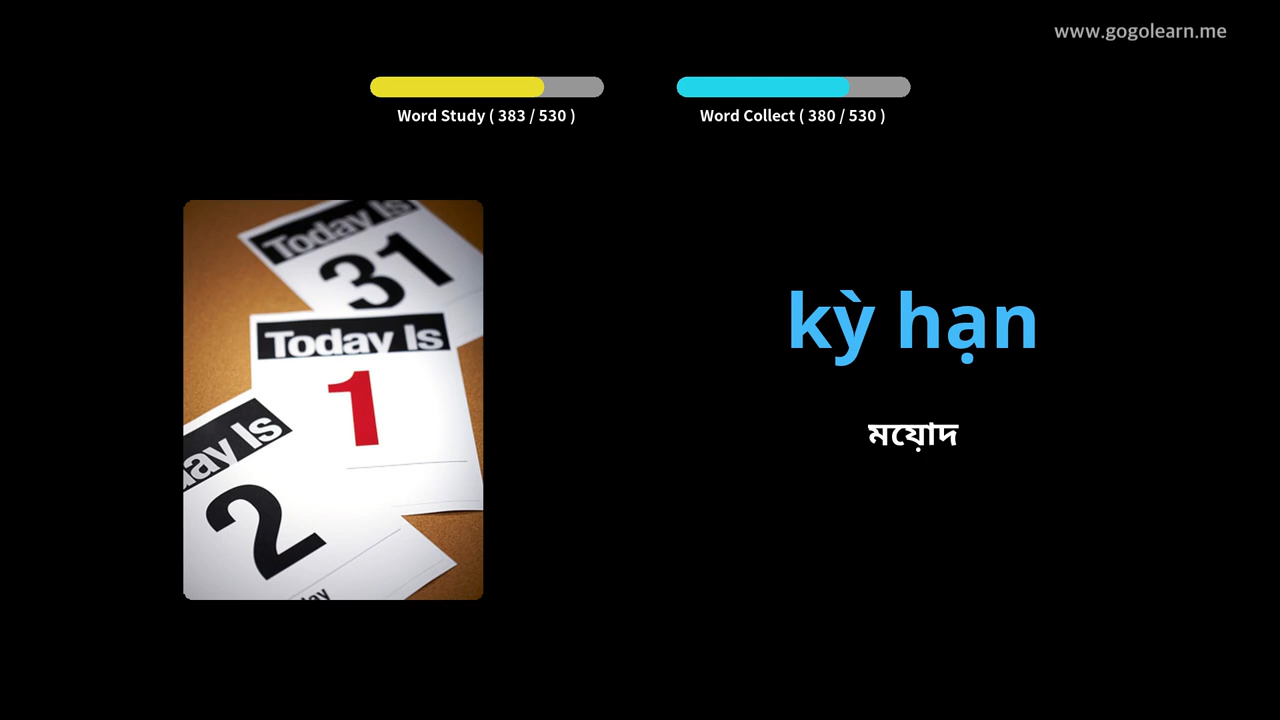 www.gogolearn.me
Word Study ( 383 / 530 )
Word Collect ( 380 / 530 )
Today Is
31
Today Is
1
ay Is
2
kỳ hạn
ময়োদ